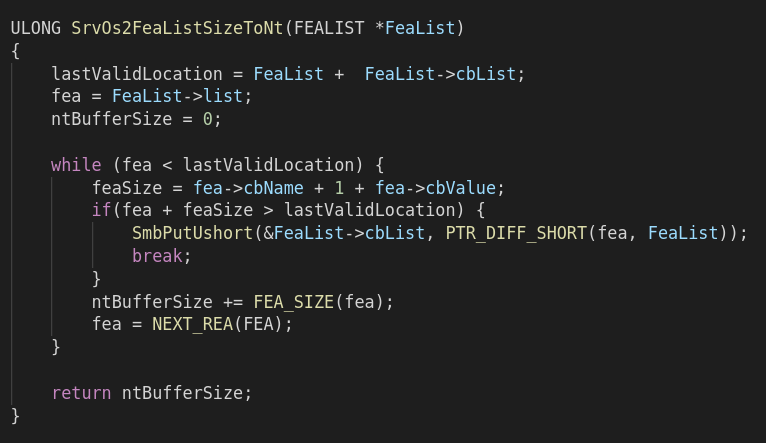 ULONG SrvOs2FeaListSizeToNt(FEALIST *FeaList)
{
    lastValidLocation = FeaList +  FeaList->cbList;
    fea = FeaList->list;
    ntBufferSize = 0;

    while (fea < lastValidLocation) {
        feaSize = fea->cbName + 1 + fea->cbValue;
        if(fea + feaSize > lastValidLocation) {
            SmbPutUshort(&FeaList->cbList, PTR_DIFF_SHORT(fea, FeaList));
            break;
        }
        ntBufferSize += FEA_SIZE(fea);
        fea = NEXT_REA(FEA);
    }

    return ntBufferSize;
}